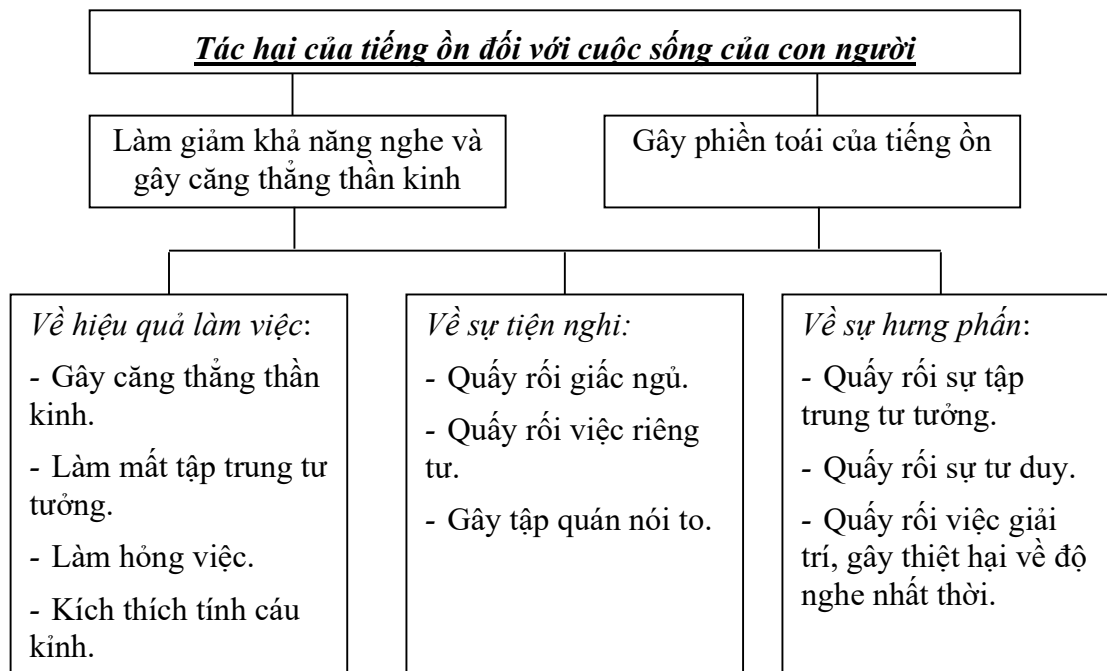 Tác hại của tiếng ồn đối với cuộc sống của con người
Làm giảm khả năng nghe và
gây căng thẳng thần kinh
Gây phiền toái của tiếng ồn
Về hiệu quả làm việc:
- Gây căng thẳng thần
kinh.
- Làm mất tập trung tư
tưởng.
- Làm hỏng việc.
- Kích thích tính cáu
kỉnh.
Về sự tiện nghi:
- Quấy rối giấc ngủ.
- Quấy rối việc riêng
tư.
- Gây tập quán nói to.
Về sự hưng phấn:
- Quấy rối sự tập
trung tư tưởng.
- Quấy rối sự tư duy.
- Quấy rối việc giải
trí, gây thiệt hại về độ
nghe nhất thời.